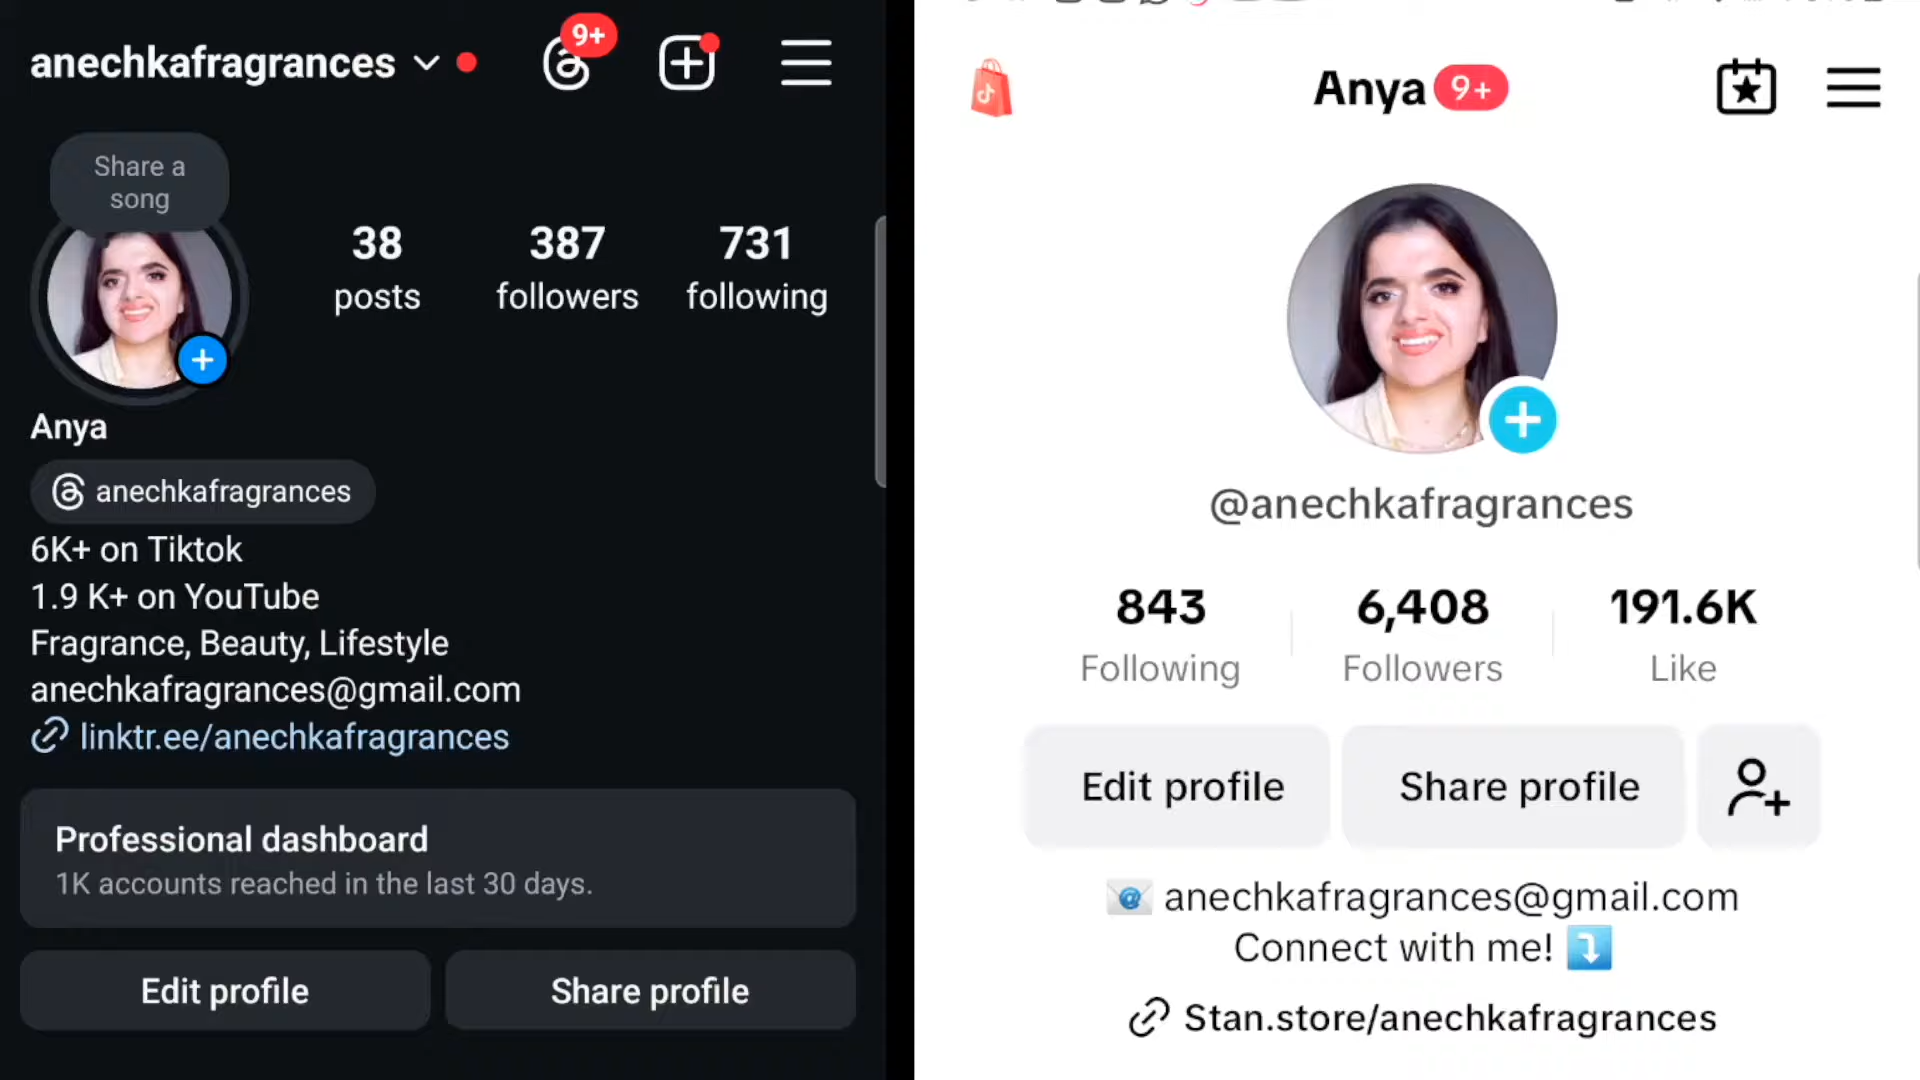 anechkafragrances
9+
Share a
song
38
posts
387
followers
731
following
Anya
anechkafragrances
6K+ on Tiktok
1.9 K+ on YouTube
Fragrance, Beauty, Lifestyle
anechkafragrances@gmail.com
linktr.ee/anechkafragrances
Professional dashboard
1K accounts reached in the last 30 days.
Edit profile
Share profile
Anya 9+
@anechkafragrances
843
Following
6,408
Followers
191.6K
Like
Edit profile
Share profile
anechkafragrances@gmail.com
Connect with me!
Stan.store/anechkafragrances